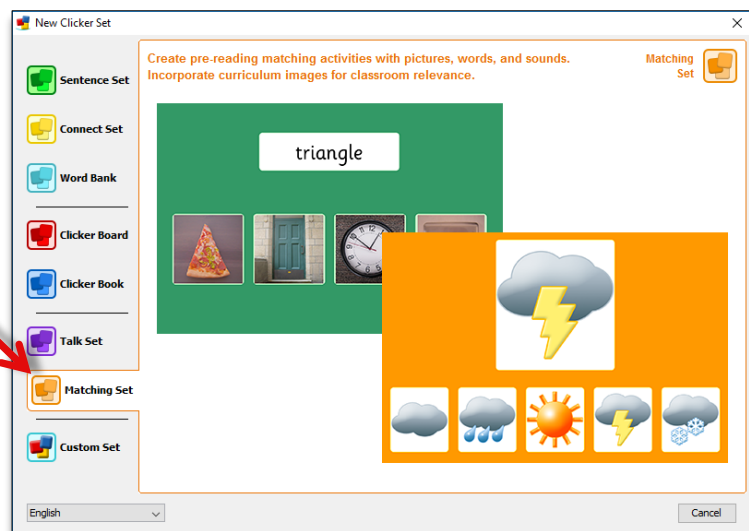 New Clicker Set
Sentence Set
Connect Set
Word Bank
Clicker Board
Clicker Book
Talk Set
Matching Set
Custom Set
Create pre-reading matching activities with pictures, words, and sounds.
Incorporate curriculum images for classroom relevance.
Matching
Set
triangle
English
Cancel